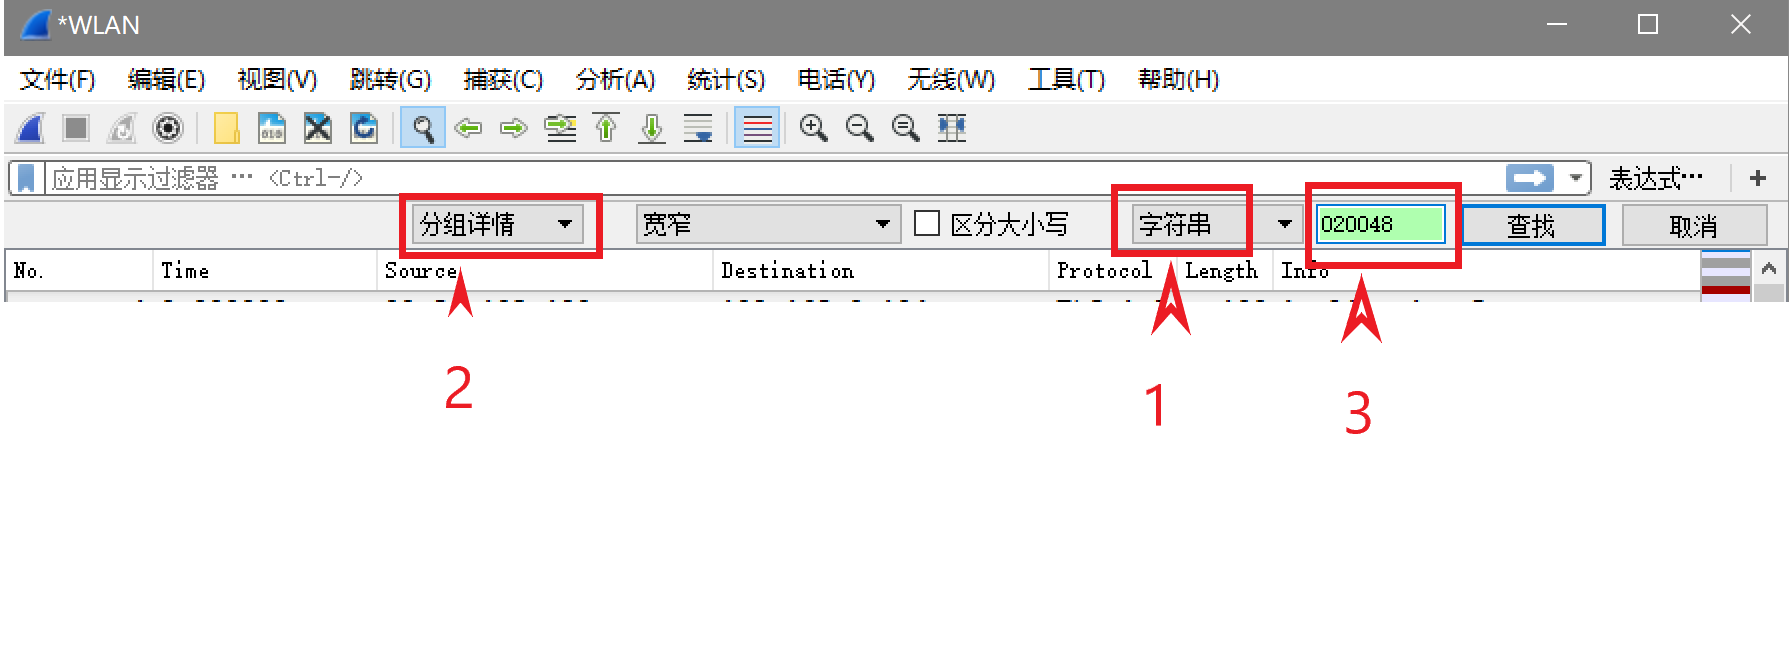 *WLAN
文件(F) 编辑(E) 视图(V) 跳转(G) 捕获(C) 分析(A) 统计(S) 电话(Y) 无线(W) 工具(T) 帮助(H)
应用显示过滤器 … <Ctrl-/> 表达式… +
分组详情 宽窄 区分大小写 字符串 020048 查找 取消
No. Time Source Destination Protocol Length Info
2 1 3